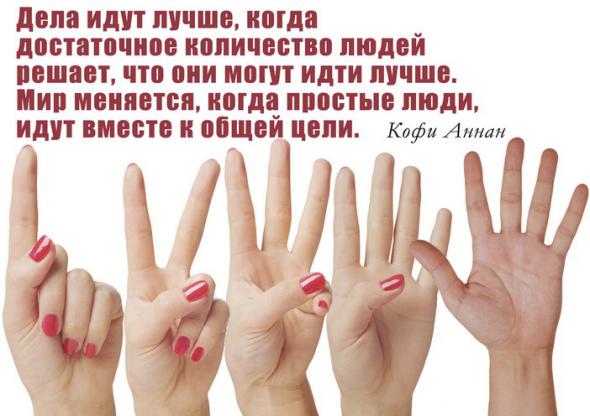 Дела идут лучше, когда
достаточное количество людей
решает, что они могут идти лучше.
Мир меняется, когда простые люди,
идут вместе к общей цели. Кофи Аннан